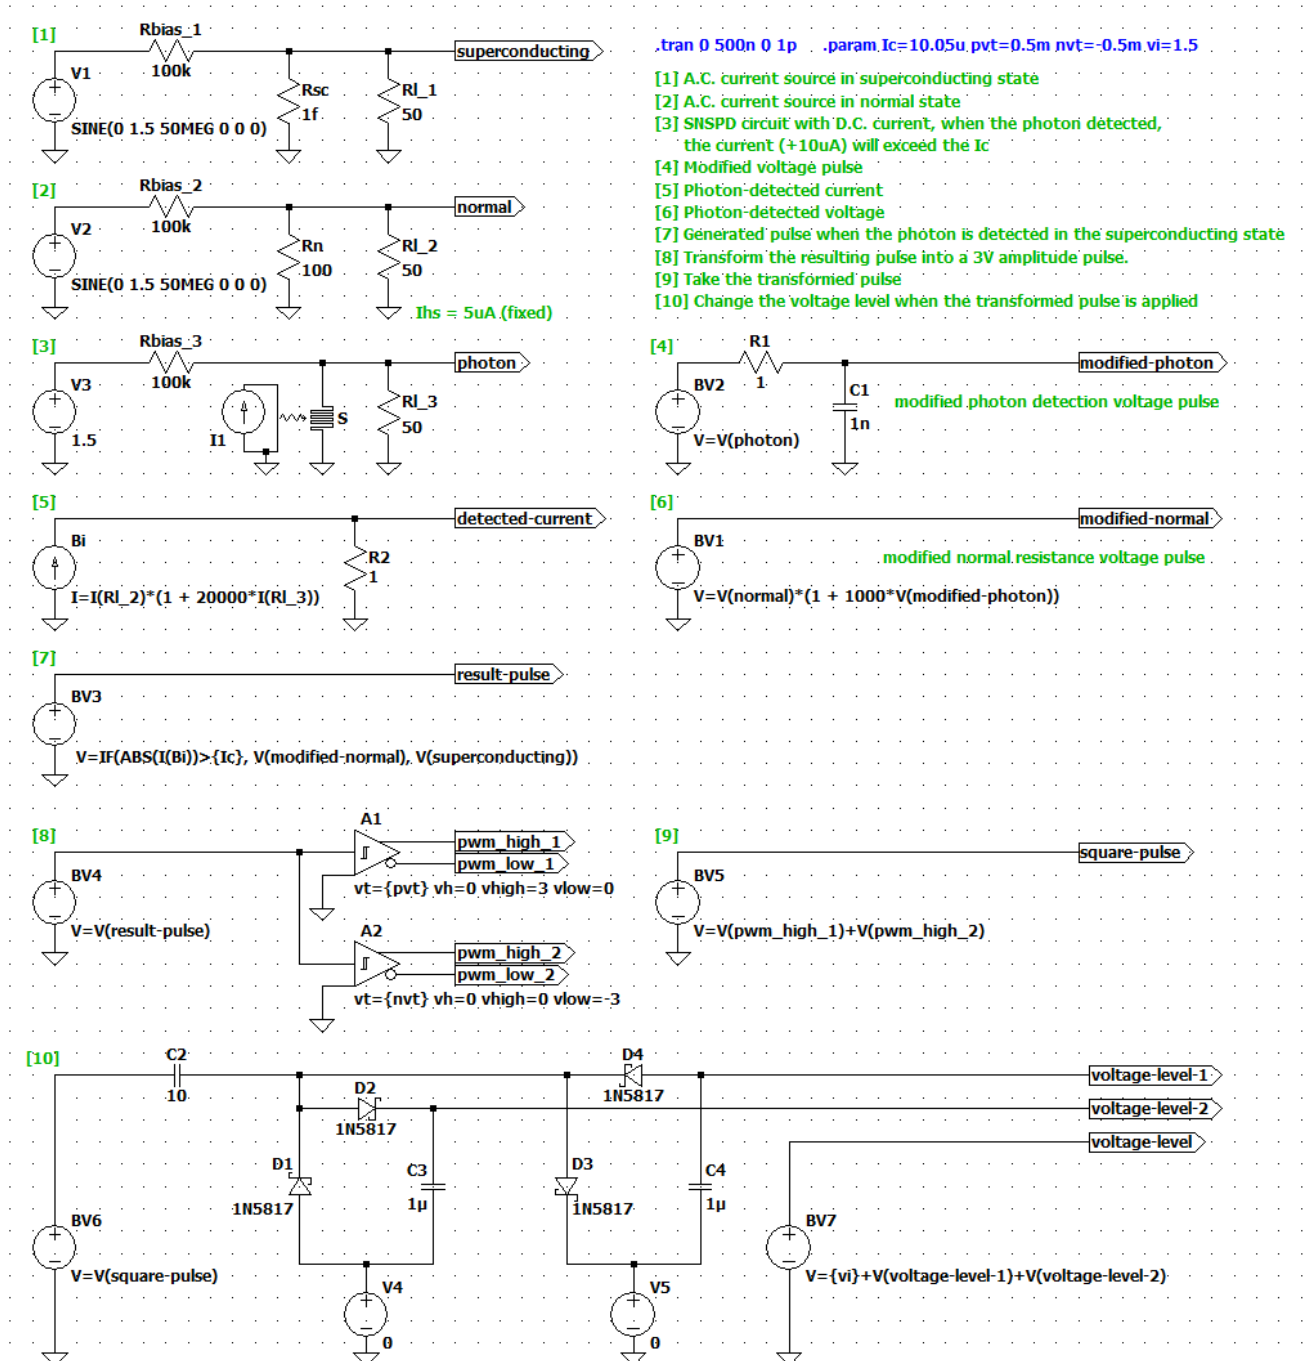 [1]
Rbias_1
100k
V1
SINE(0 1.5 50MEG 0 0 0)
Rsc
1f
Rl_1
50
superconducting
.tran 0 500n 0 1p .param Ic=10.05u pvt=0.5m nvt=-0.5m vi=1.5
[1] A.C. current source in superconducting state
[2] A.C. current source in normal state
[3] SNSPD circuit with D.C. current, when the photon detected,
the current (+10uA) will exceed the Ic
[4] Modified voltage pulse
[5] Photon-detected current
[6] Photon-detected voltage
[7] Generated pulse when the photon is detected in the superconducting state
[8] Transform the resulting pulse into a 3V amplitude pulse.
[9] Take the transformed pulse
[10] Change the voltage level when the transformed pulse is applied
[2]
Rbias_2
100k
V2
SINE(0 1.5 50MEG 0 0 0)
Rn
100
Rl_2
50
normal
Ihs = 5uA (fixed)
[3]
Rbias_3
100k
V3
1.5
I1
S
Rl_3
50
photon
[4]
R1
1
BV2
V=V(photon)
C1
1n
modified-photon
modified photon detection voltage pulse
[5]
Bi
I=I(Rl_2)*(1 + 20000*I(Rl_3))
R2
1
detected-current
[6]
BV1
V=V(normal)*(1 + 1000*V(modified-photon))
modified-normal
modified normal resistance voltage pulse
[7]
BV3
V=IF(ABS(I(Bi))>{Ic}, V(modified-normal), V(superconducting))
result-pulse
[8]
BV4
V=V(result-pulse)
A1
pwm_high_1
pwm_low_1
vt={pvt} vh=0 vhigh=3 vlow=0
A2
pwm_high_2
pwm_low_2
vt={nvt} vh=0 vhigh=0 vlow=-3
[9]
BV5
V=V(pwm_high_1)+V(pwm_high_2)
square-pulse
[10]
C2
10
D4
1N5817
voltage-level-1
D2
1N5817
voltage-level-2
voltage-level
D1
1N5817
C3
1µ
D3
1N5817
C4
1µ
BV6
V=V(square-pulse)
BV7
V={vi}+V(voltage-level-1)+V(voltage-level-2)
V4
0
V5
0